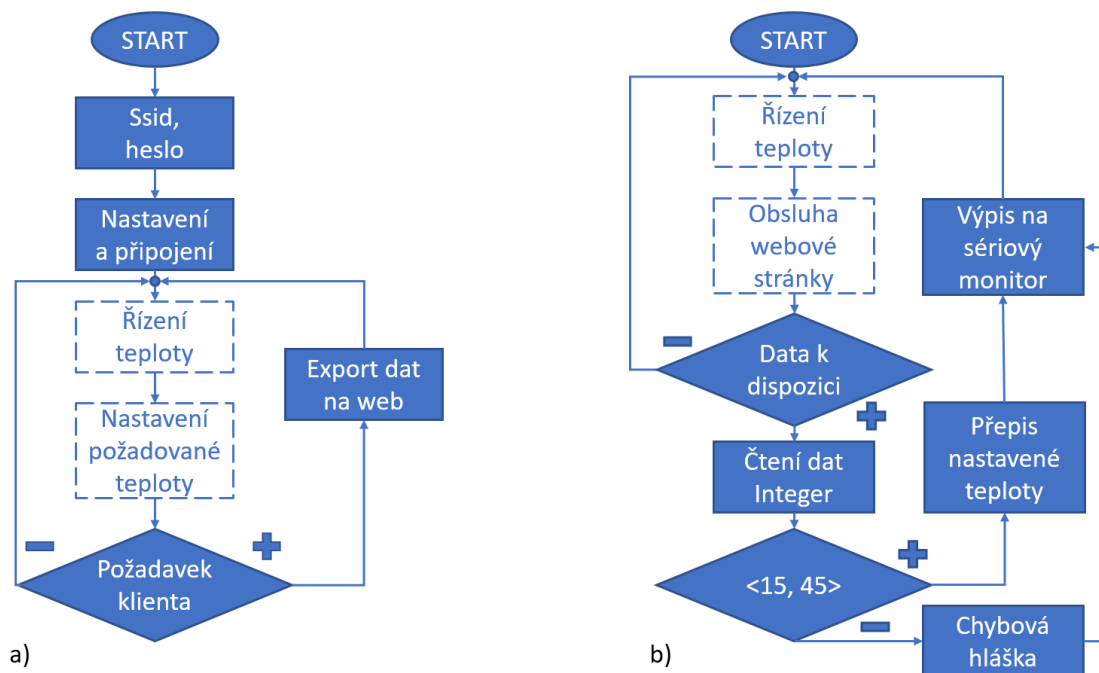 START
Ssid,
heslo
Nastavení
a připojení
Řízení
teploty
Nastavení
požadované
teploty
Požadavek
klienta
Export dat
na web
a)
START
Řízení
teploty
Obsluha
webové
stránky
Data k
dispozici
Čtení dat
Integer
<15, 45>
Výpis na
sériový
monitor
Přepis
nastavené
teploty
Chybová
hláška
b)